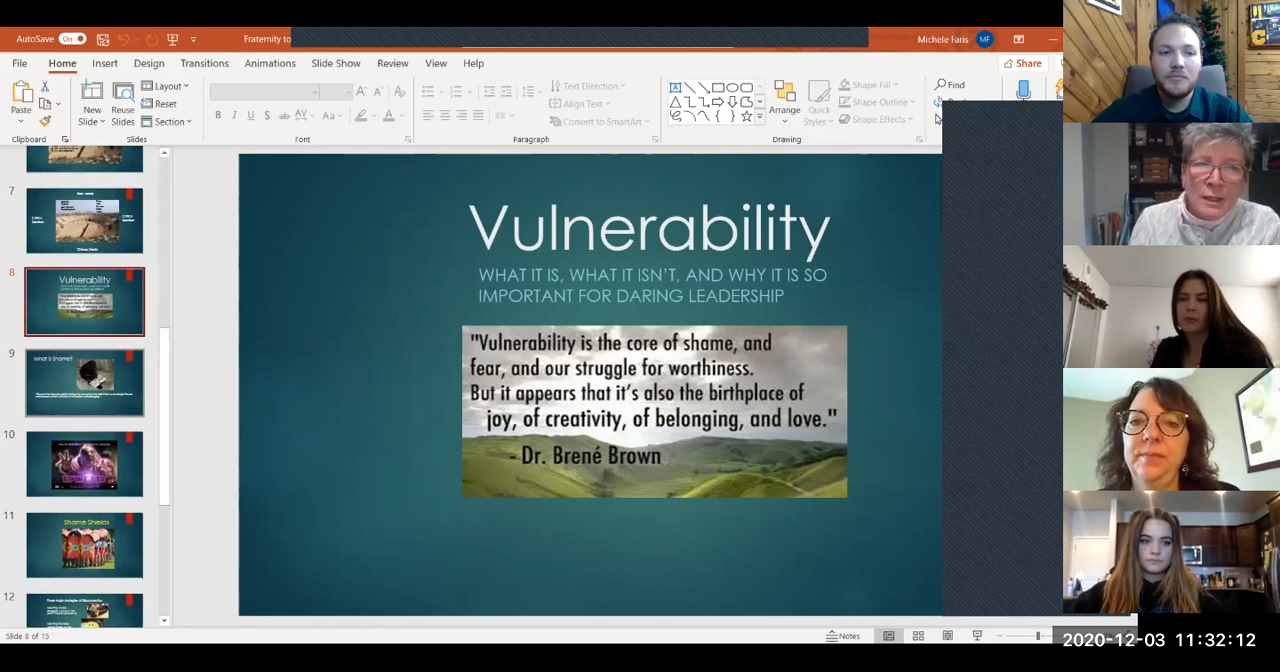 AutoSave On
Fraternity to
Michele Faris MF
File Home Insert Design Transitions Animations Slide Show Review View Help
Share
Paste
New
Slide
Reuse
Slides
Layout
Reset
Section
Text Direction
Align Text
Convert to SmartArt
Arrange
Quick
Styles
Shape Fill
Shape Outline
Shape Effects
Find
Clipboard Slides Font Paragraph Drawing
7
8
Vulnerability
9
What is Shame?
10
11
Shame Shields
12
Vulnerability
WHAT IT IS, WHAT IT ISN'T, AND WHY IT IS SO
IMPORTANT FOR DARING LEADERSHIP
"Vulnerability is the core of shame, and
fear, and our struggle for worthiness.
But it appears that it's also the birthplace of
joy, of creativity, of belonging, and love."
- Dr. Brené Brown
Slide 8 of 15
Notes
2020-12-03 11:32:12